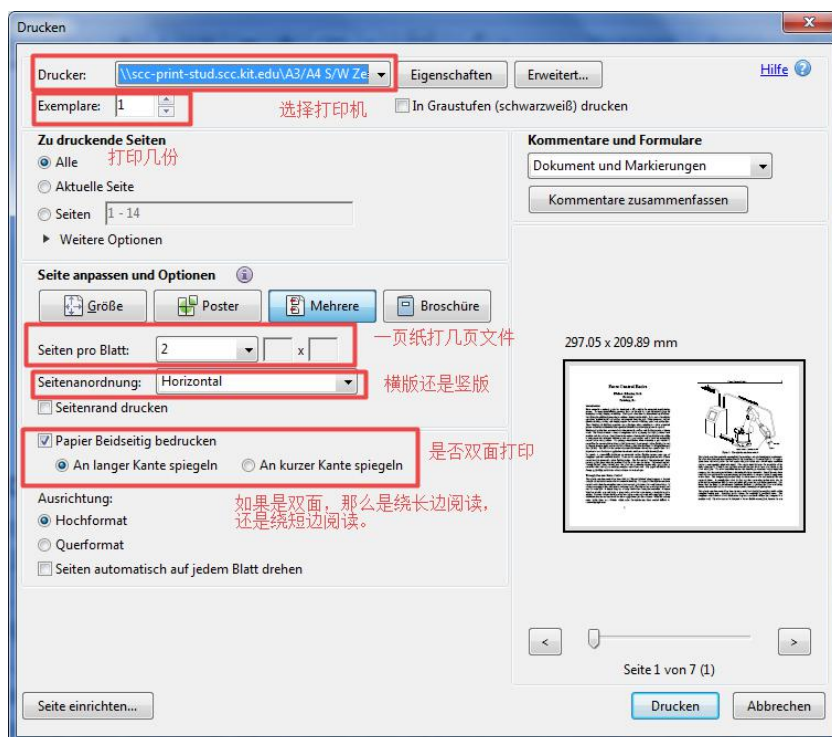 Drucken
Drucker: \\scc-print-stud.scc.kit.edu\A3/A4 S/W Ze Eigenschaften Erweitert... Hilfe
Exemplare: 1 选择打印机 In Graustufen (schwarzweiß) drucken
Zu druckende Seiten
打印几份
Alle
Aktuelle Seite
Seiten 1 - 14
Weitere Optionen
Kommentare und Formulare
Dokument und Markierungen
Kommentare zusammenfassen
Seite anpassen und Optionen
Größe Poster Mehrere Broschüre
一页纸打几页文件
Seiten pro Blatt: 2 x
Seitenanordnung: Horizontal 横版还是竖版
Seitenrand drucken
Papier Beidseitig bedrucken
是否双面打印
An langer Kante spiegeln An kurzer Kante spiegeln
Ausrichtung:
如果是双面，那么是绕长边阅读，
还是绕短边阅读。
Hochformat
Querformat
Seiten automatisch auf jedem Blatt drehen
297.05 x 209.89 mm
< >
Seite 1 von 7 (1)
Seite einrichten... Drucken Abbrechen